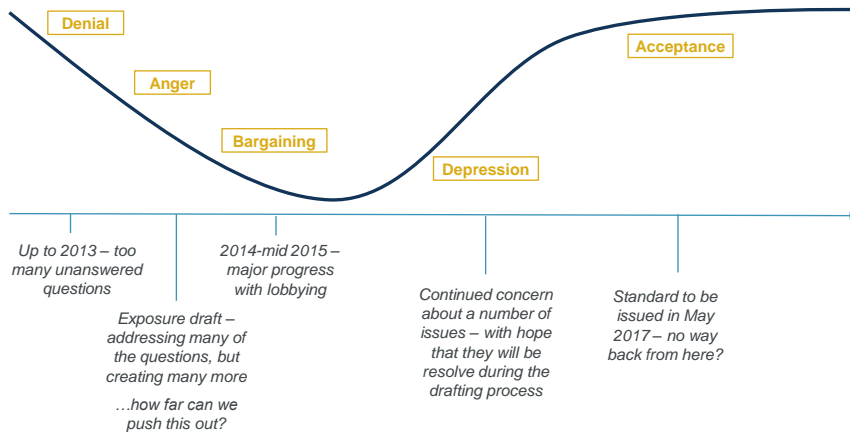 Denial
Anger
Bargaining
Depression
Acceptance
Up to 2013 – too
many unanswered
questions
Exposure draft –
addressing many of
the questions, but
creating many more
…how far can we
push this out?
2014-mid 2015 –
major progress
with lobbying
Continued concern
about a number of
issues – with hope
that they will be
resolve during the
drafting process
Standard to be
issued in May
2017 – no way
back from here?